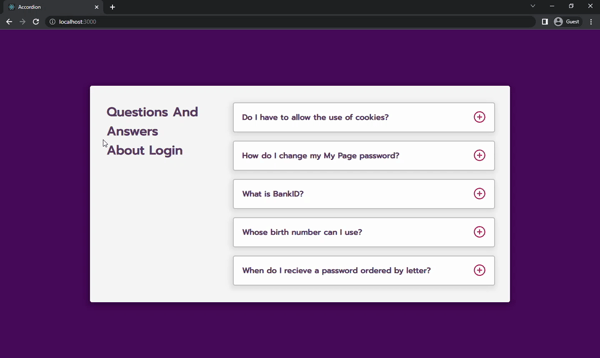 Accordion
localhost:3000
Guest
Questions And
Answers
About Login
Do I have to allow the use of cookies?
How do I change my My Page password?
What is BankID?
Whose birth number can I use?
When do I recieve a password ordered by letter?